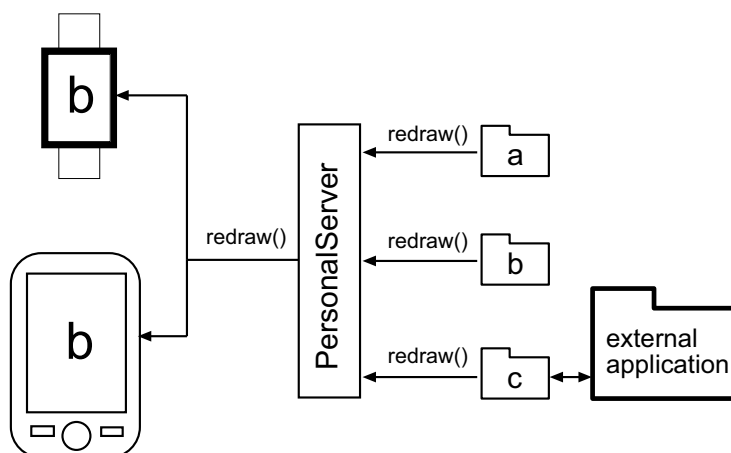 b
redraw()
a
redraw()
PersonalServer
redraw()
b
b
redraw()
c
external
application